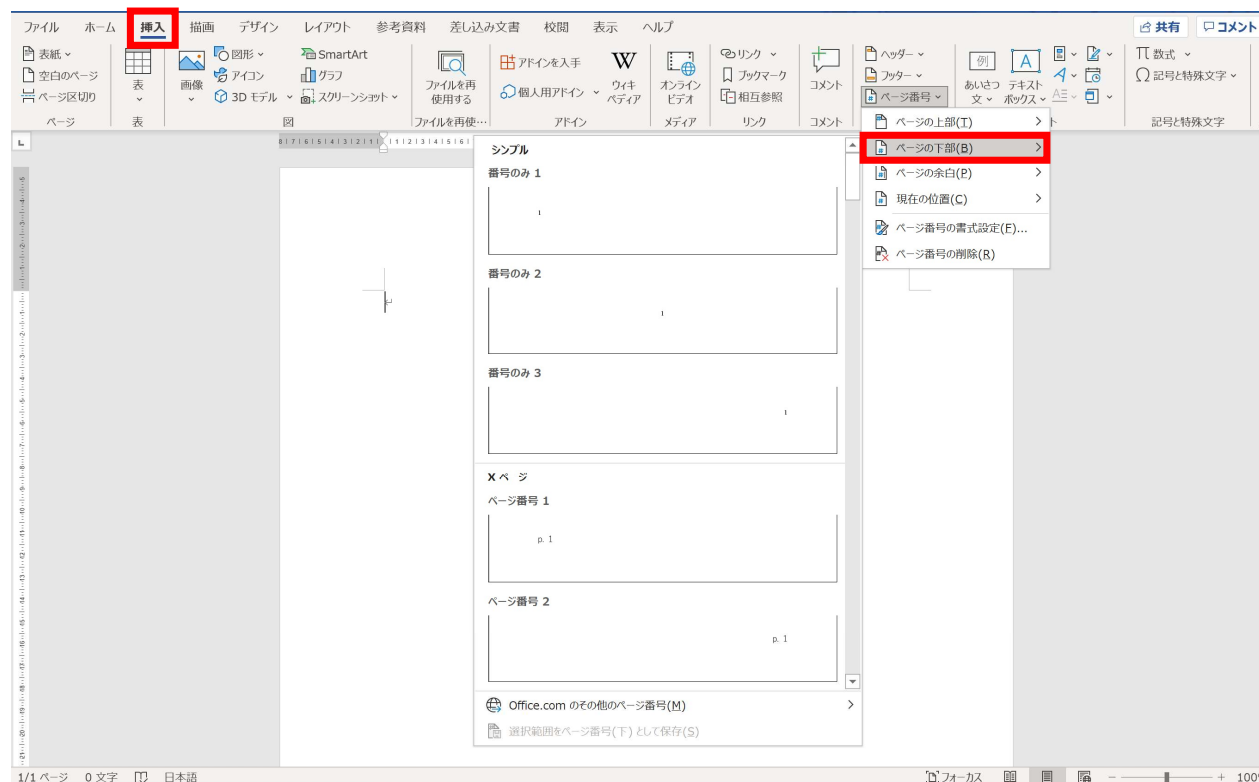 ファイル ホーム 挿入 描画 デザイン レイアウト 参考資料 差し込み文書 校閲 表示 ヘルプ 共有 コメント
表紙
空白のページ
ページ区切り
ページ
表
表
画像
図形
アイコン
3D モデル
SmartArt
グラフ
スクリーンショット
図
ファイルを再
使用する
ファイルを再使…
アドインを入手
個人用アドイン
W
ウィキ
ペディア
アドイン
オンライン
ビデオ
メディア
リンク
ブックマーク
相互参照
リンク
コメント
コメント
ヘッダー
フッター
ページ番号
例
あいさつ
文
A
テキスト
ボックス
数式
記号と特殊文字
記号と特殊文字
ページの上部(T)
ページの下部(B)
ページの余白(P)
現在の位置(C)
ページ番号の書式設定(F)...
ページ番号の削除(R)
シンプル
番号のみ 1
1
番号のみ 2
1
番号のみ 3
1
X ペ ジ
ページ番号 1
p. 1
ページ番号 2
p. 1
Office.com のその他のページ番号(M)
選択範囲をページ番号(下) として保存(S)
1/1 ページ 0 文字 日本語 フォーカス 100